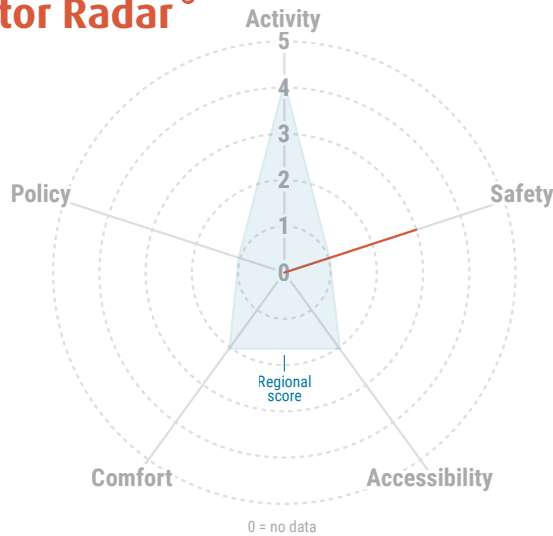 tor Radar
Activity
5
4
3
2
1
0
Policy
Safety
Regional
score
Comfort
Accessibility
0 = no data